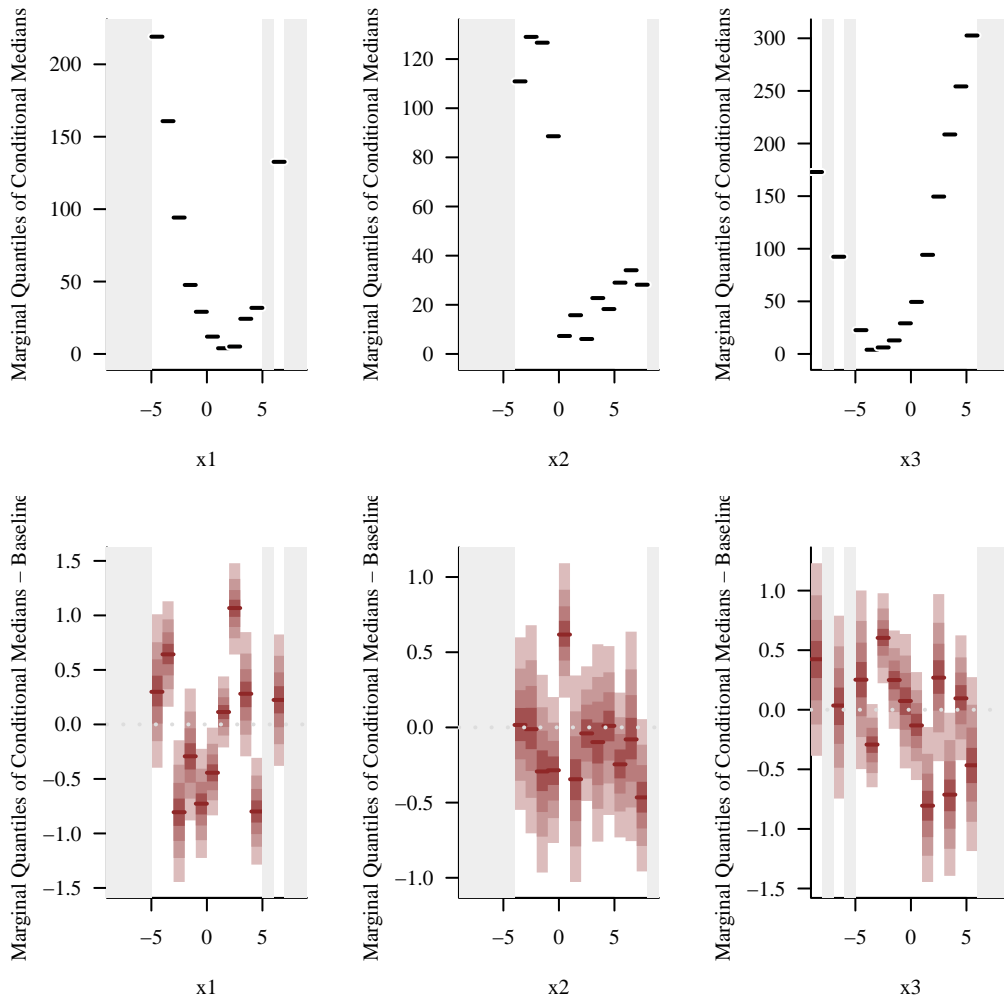 Marginal Quantiles of Conditional Medians
200
150
100
50
0
−5 0 5
x1
Marginal Quantiles of Conditional Medians
120
100
80
60
40
20
0
−5 0 5
x2
Marginal Quantiles of Conditional Medians
300
250
200
150
100
50
0
−5 0 5
x3
Marginal Quantiles of Conditional Medians − Baseline
1.5
1.0
0.5
0.0
−0.5
−1.0
−1.5
−5 0 5
x1
Marginal Quantiles of Conditional Medians − Baseline
1.0
0.5
0.0
−0.5
−1.0
−5 0 5
x2
Marginal Quantiles of Conditional Medians − Baseline
1.0
0.5
0.0
−0.5
−1.0
−1.5
−5 0 5
x3